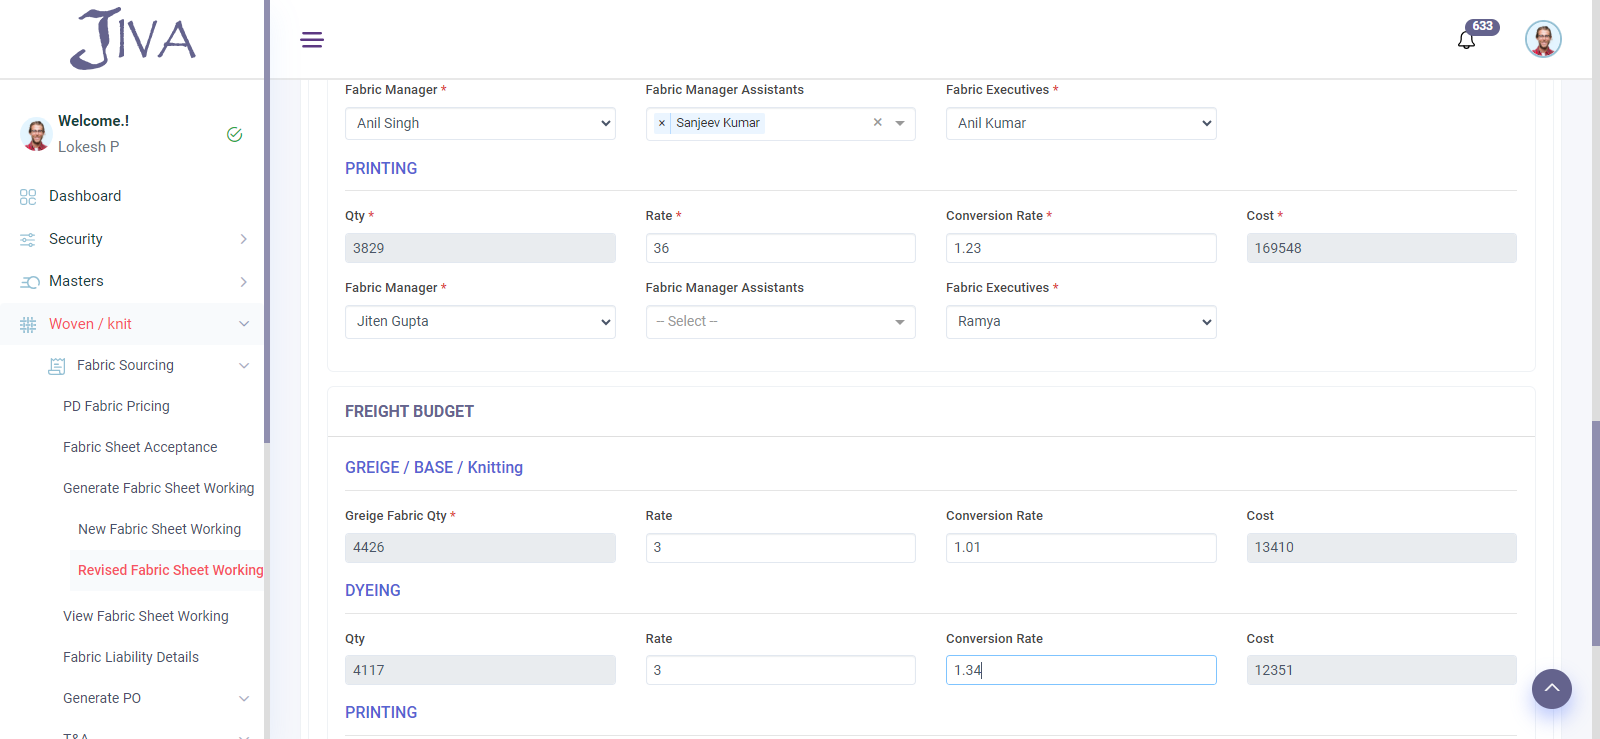 JIVA
633
Welcome.!
Lokesh P
Dashboard
Security
Masters
Woven / knit
Fabric Sourcing
PD Fabric Pricing
Fabric Sheet Acceptance
Generate Fabric Sheet Working
New Fabric Sheet Working
Revised Fabric Sheet Working
View Fabric Sheet Working
Fabric Liability Details
Generate PO
T&A
Fabric Manager * Fabric Manager Assistants Fabric Executives *
Anil Singh × Sanjeev Kumar × Anil Kumar
PRINTING
Qty * Rate * Conversion Rate * Cost *
3829 36 1.23 169548
Fabric Manager * Fabric Manager Assistants Fabric Executives *
Jiten Gupta -- Select -- Ramya
FREIGHT BUDGET
GREIGE / BASE / Knitting
Greige Fabric Qty * Rate Conversion Rate Cost
4426 3 1.01 13410
DYEING
Qty Rate Conversion Rate Cost
4117 3 1.34 12351
PRINTING